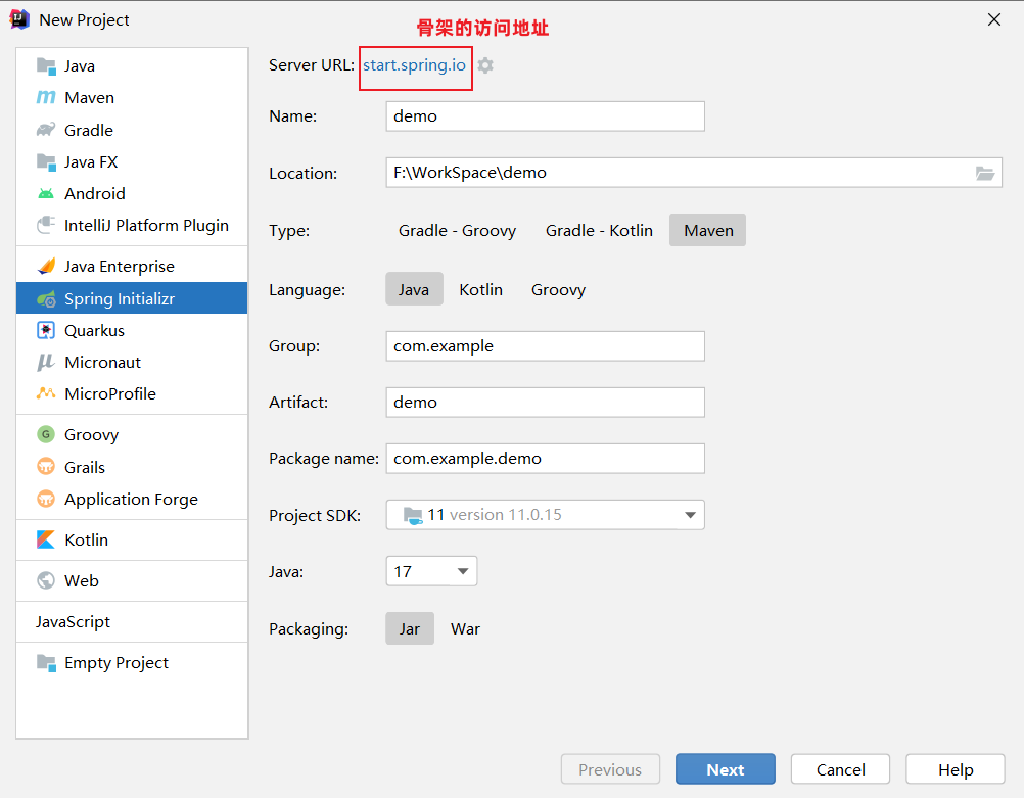 New Project
骨架的访问地址
Java
Maven
Gradle
Java FX
Android
IntelliJ Platform Plugin
Java Enterprise
Spring Initializr
Quarkus
Micronaut
MicroProfile
Groovy
Grails
Application Forge
Kotlin
Web
JavaScript
Empty Project
Server URL: start.spring.io
Name: demo
Location: F:\WorkSpace\demo
Type: Gradle - Groovy Gradle - Kotlin Maven
Language: Java Kotlin Groovy
Group: com.example
Artifact: demo
Package name: com.example.demo
Project SDK: 11 version 11.0.15
Java: 17
Packaging: Jar War
Previous Next Cancel Help